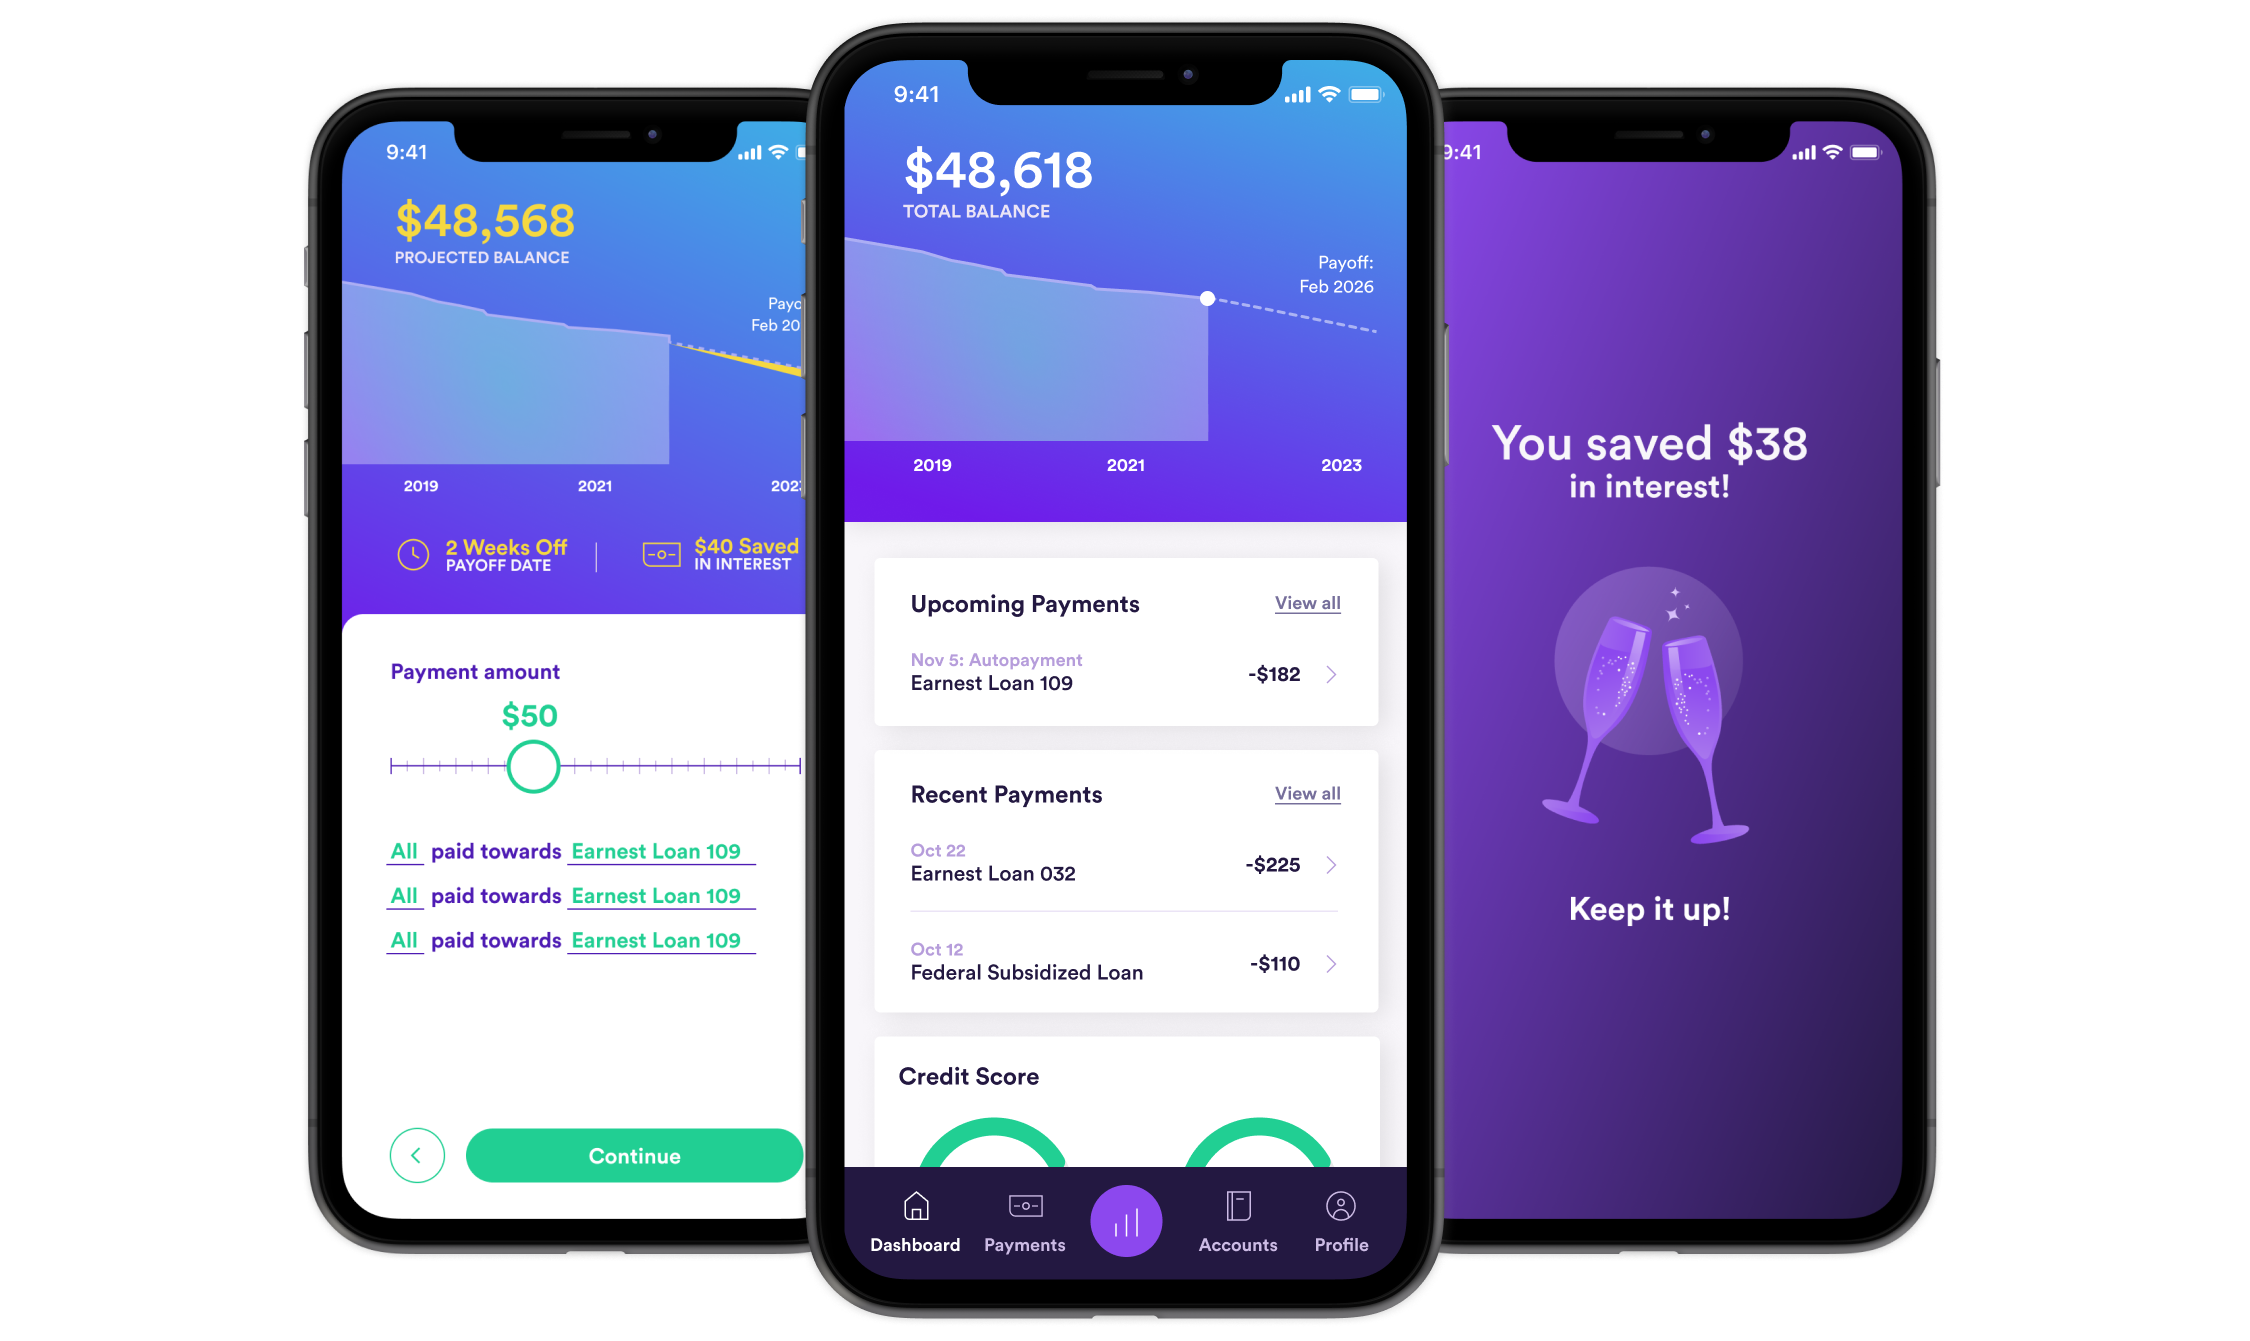 9:41
$48,568
PROJECTED BALANCE
Feb 20
2019
2021
2 Weeks Off
PAYOFF DATE
$40 Saved
IN INTEREST
Payment amount
$50
All paid towards Earnest Loan 109
All paid towards Earnest Loan 109
All paid towards Earnest Loan 109
Continue
9:41
$48,618
TOTAL BALANCE
Payoff:
Feb 2026
2019
2021
2023
Upcoming Payments
View all
Nov 5: Autopayment
Earnest Loan 109
-$182
Recent Payments
View all
Oct 22
Earnest Loan 032
-$225
Oct 12
Federal Subsidized Loan
-$110
Credit Score
Dashboard
Payments
Accounts
Profile
9:41
You saved $38
in interest!
Keep it up!